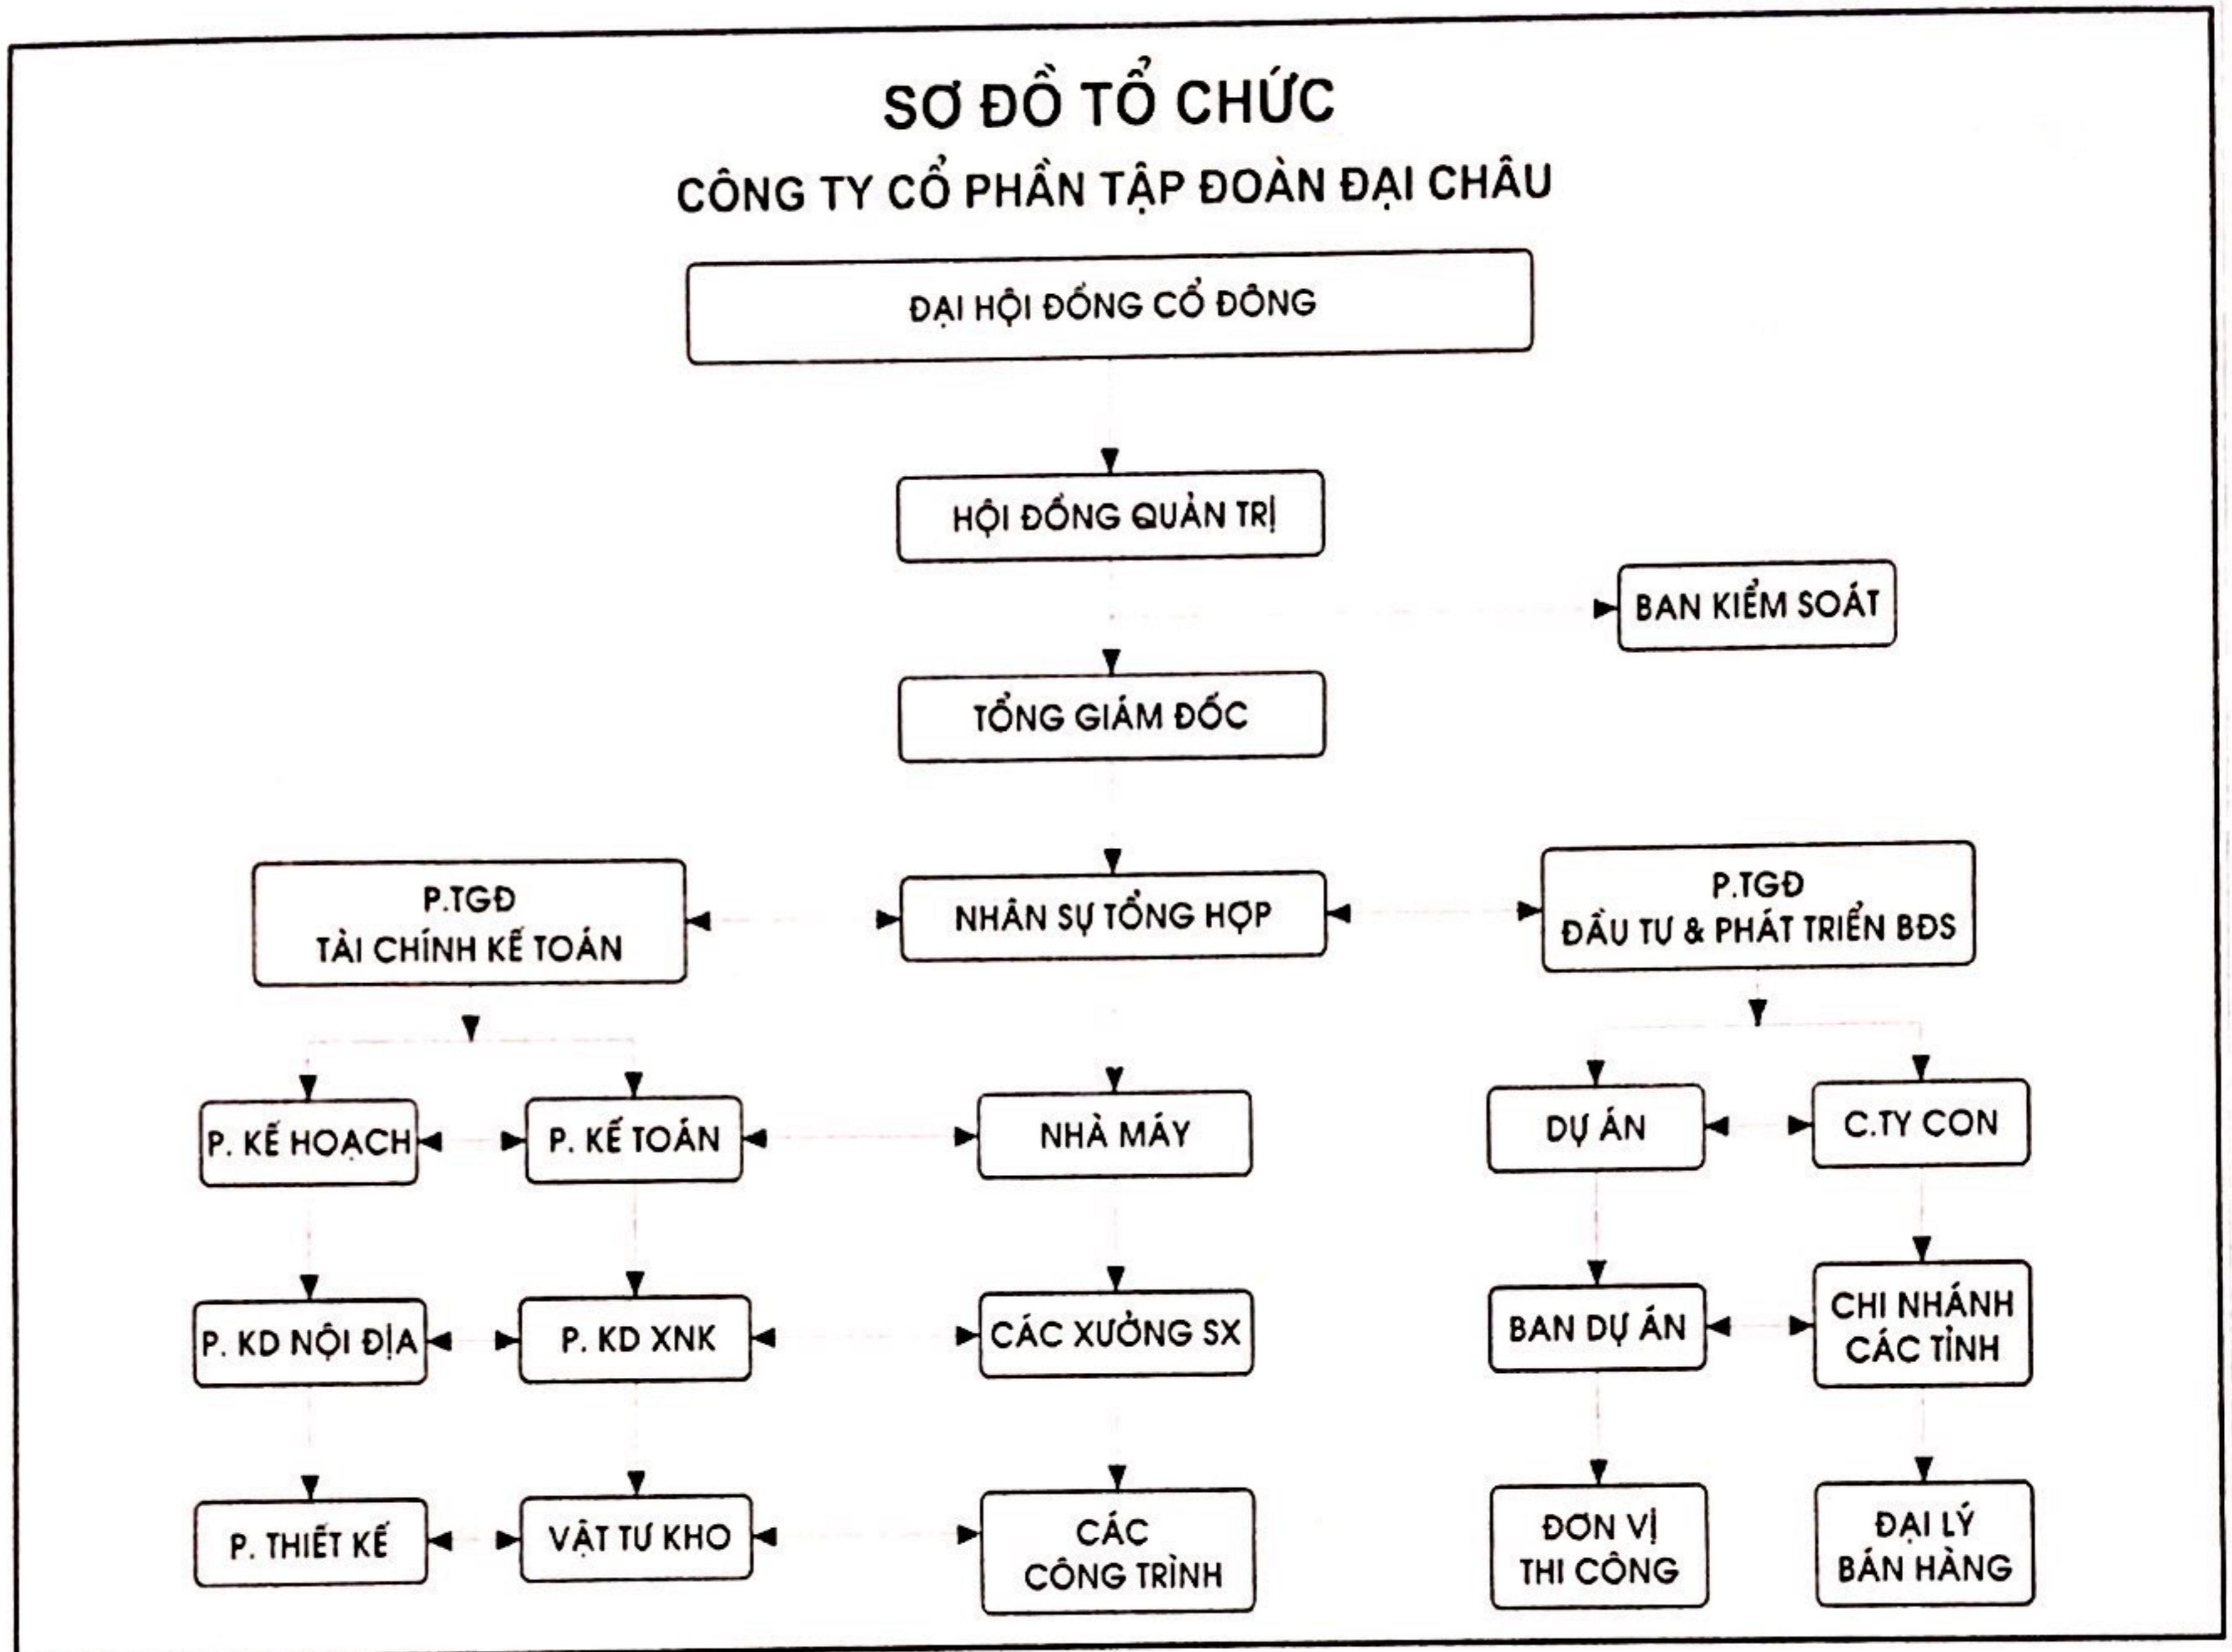 SƠ ĐỒ TỔ CHỨC
CÔNG TY CỔ PHẦN TẬP ĐOÀN ĐẠI CHÂU
ĐẠI HỘI ĐỒNG CỔ ĐÔNG
HỘI ĐỒNG QUẢN TRỊ
BAN KIỂM SOÁT
TỔNG GIÁM ĐỐC
P.TGĐ
TÀI CHÍNH KẾ TOÁN
NHÂN SỰ TỔNG HỢP
P.TGĐ
ĐẦU TƯ & PHÁT TRIỂN BĐS
P. KẾ HOẠCH
P. KẾ TOÁN
NHÀ MÁY
DỰ ÁN
C.TY CON
P. KD NỘI ĐỊA
P. KD XNK
CÁC XƯỞNG SX
BAN DỰ ÁN
CHI NHÁNH
CÁC TỈNH
P. THIẾT KẾ
VẬT TƯ KHO
CÁC
CÔNG TRÌNH
ĐƠN VỊ
THI CÔNG
ĐẠI LÝ
BÁN HÀNG